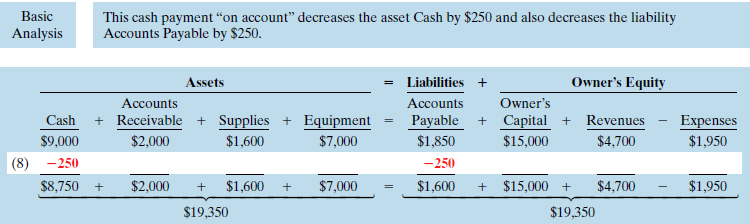 Basic
Analysis
This cash payment “on account” decreases the asset Cash by $250 and also decreases the liability
Accounts Payable by $250.
Assets = Liabilities + Owner’s Equity
Accounts Accounts Owner’s
Cash + Receivable + Supplies + Equipment = Payable + Capital + Revenues − Expenses
$9,000 $2,000 $1,600 $7,000 $1,850 $15,000 $4,700 $1,950
(8) −250 −250
$8,750 + $2,000 + $1,600 + $7,000 = $1,600 + $15,000 + $4,700 − $1,950
$19,350 $19,350